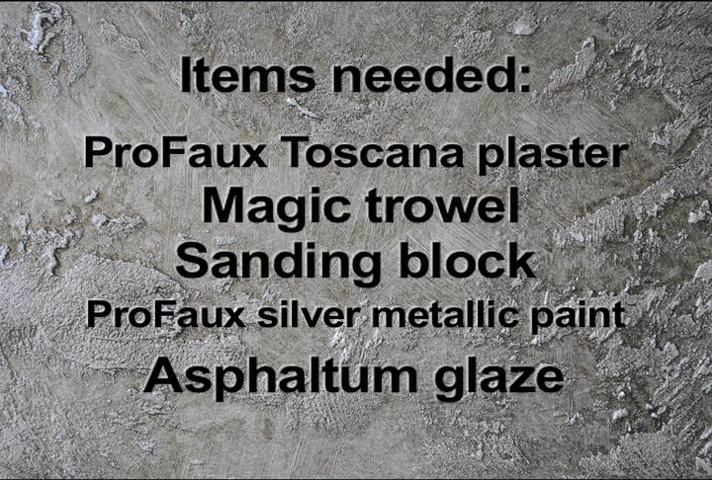 Items needed:
ProFaux Toscana plaster
Magic trowel
Sanding block
ProFaux silver metallic paint
Asphaltum glaze